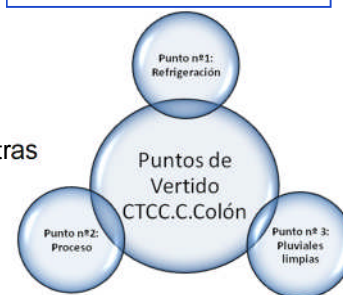 Punto nº1:
Refrigeración
tras
Puntos de
Vertido
CTCC.C.Colón
Punto nº2:
Proceso
Punto nº 3:
Pluviales
limpias